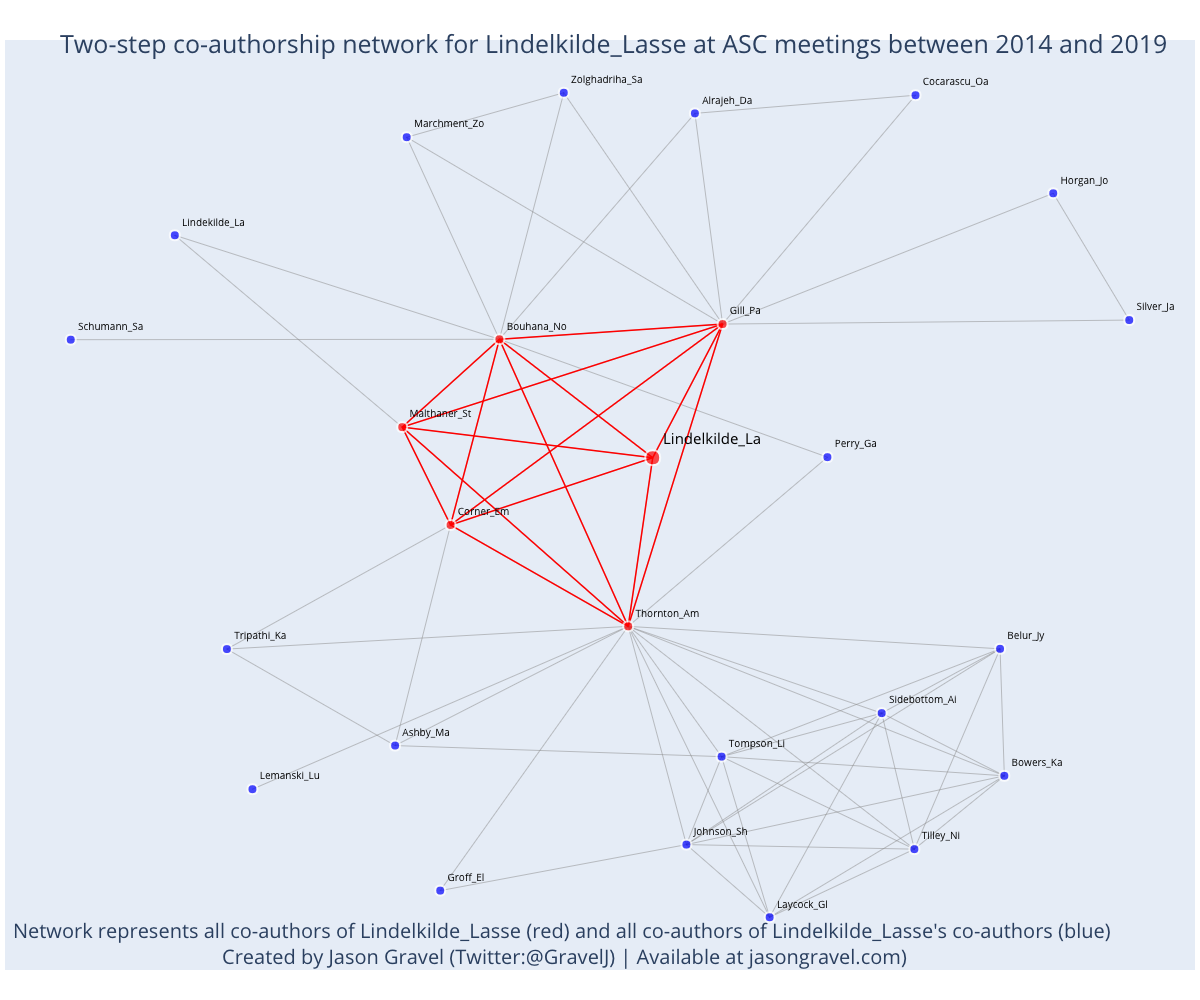 Two-step co-authorship network for Lindelkilde_Lasse at ASC meetings between 2014 and 2019
Zolghadriha_Sa
Cocarascu_Oa
Alrajeh_Da
Marchment_Zo
Horgan_Jo
Lindekilde_La
Silver_Ja
Gill_Pa
Schumann_Sa
Bouhana_No
Malthaner_St
Lindelkilde_La
Perry_Ga
Corner_Em
Thornton_Am
Tripathi_Ka
Belur_Jy
Sidebottom_Ai
Ashby_Ma
Tompson_Li
Bowers_Ka
Lemanski_Lu
Johnson_Sh
Tilley_Ni
Groff_El
Laycock_Gl
Network represents all co-authors of Lindelkilde_Lasse (red) and all co-authors of Lindelkilde_Lasse's co-authors (blue)
Created by Jason Gravel (Twitter:@GravelJ) | Available at jasongravel.com)